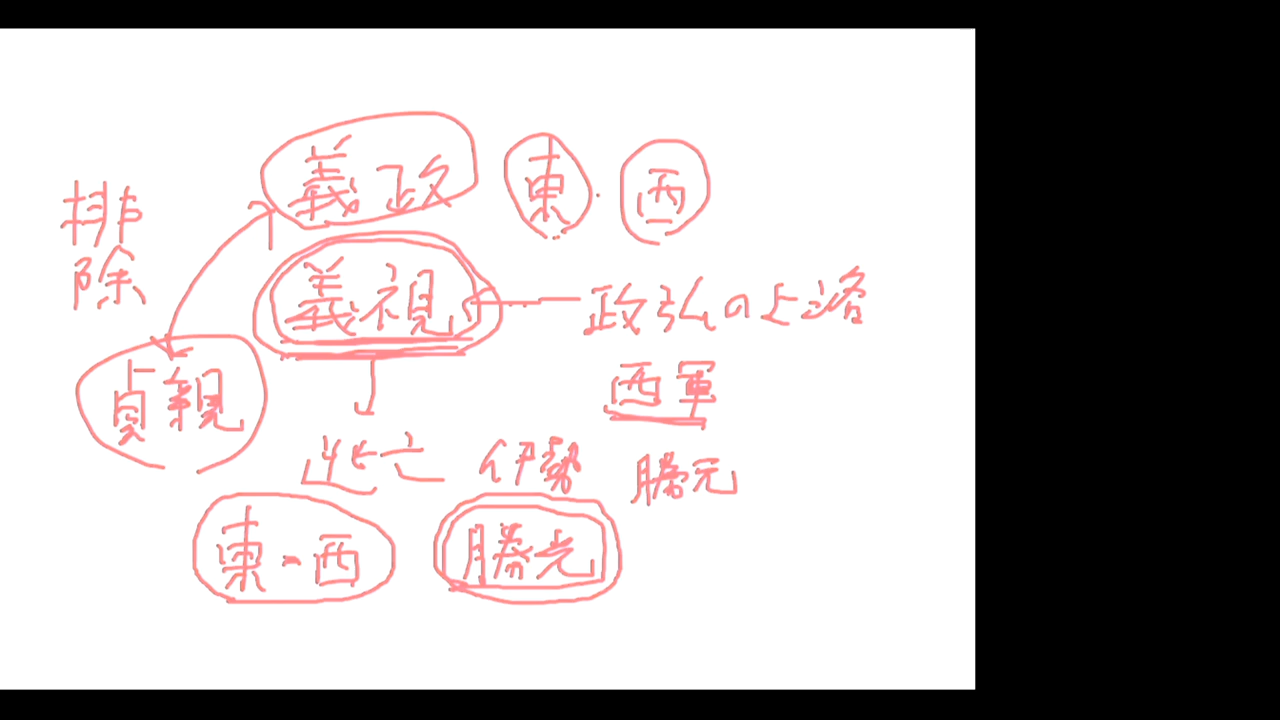 義政 東・西
排除
義視 政弘の上洛
貞親 西軍
逃亡 伊勢 勝元
東-西 勝光